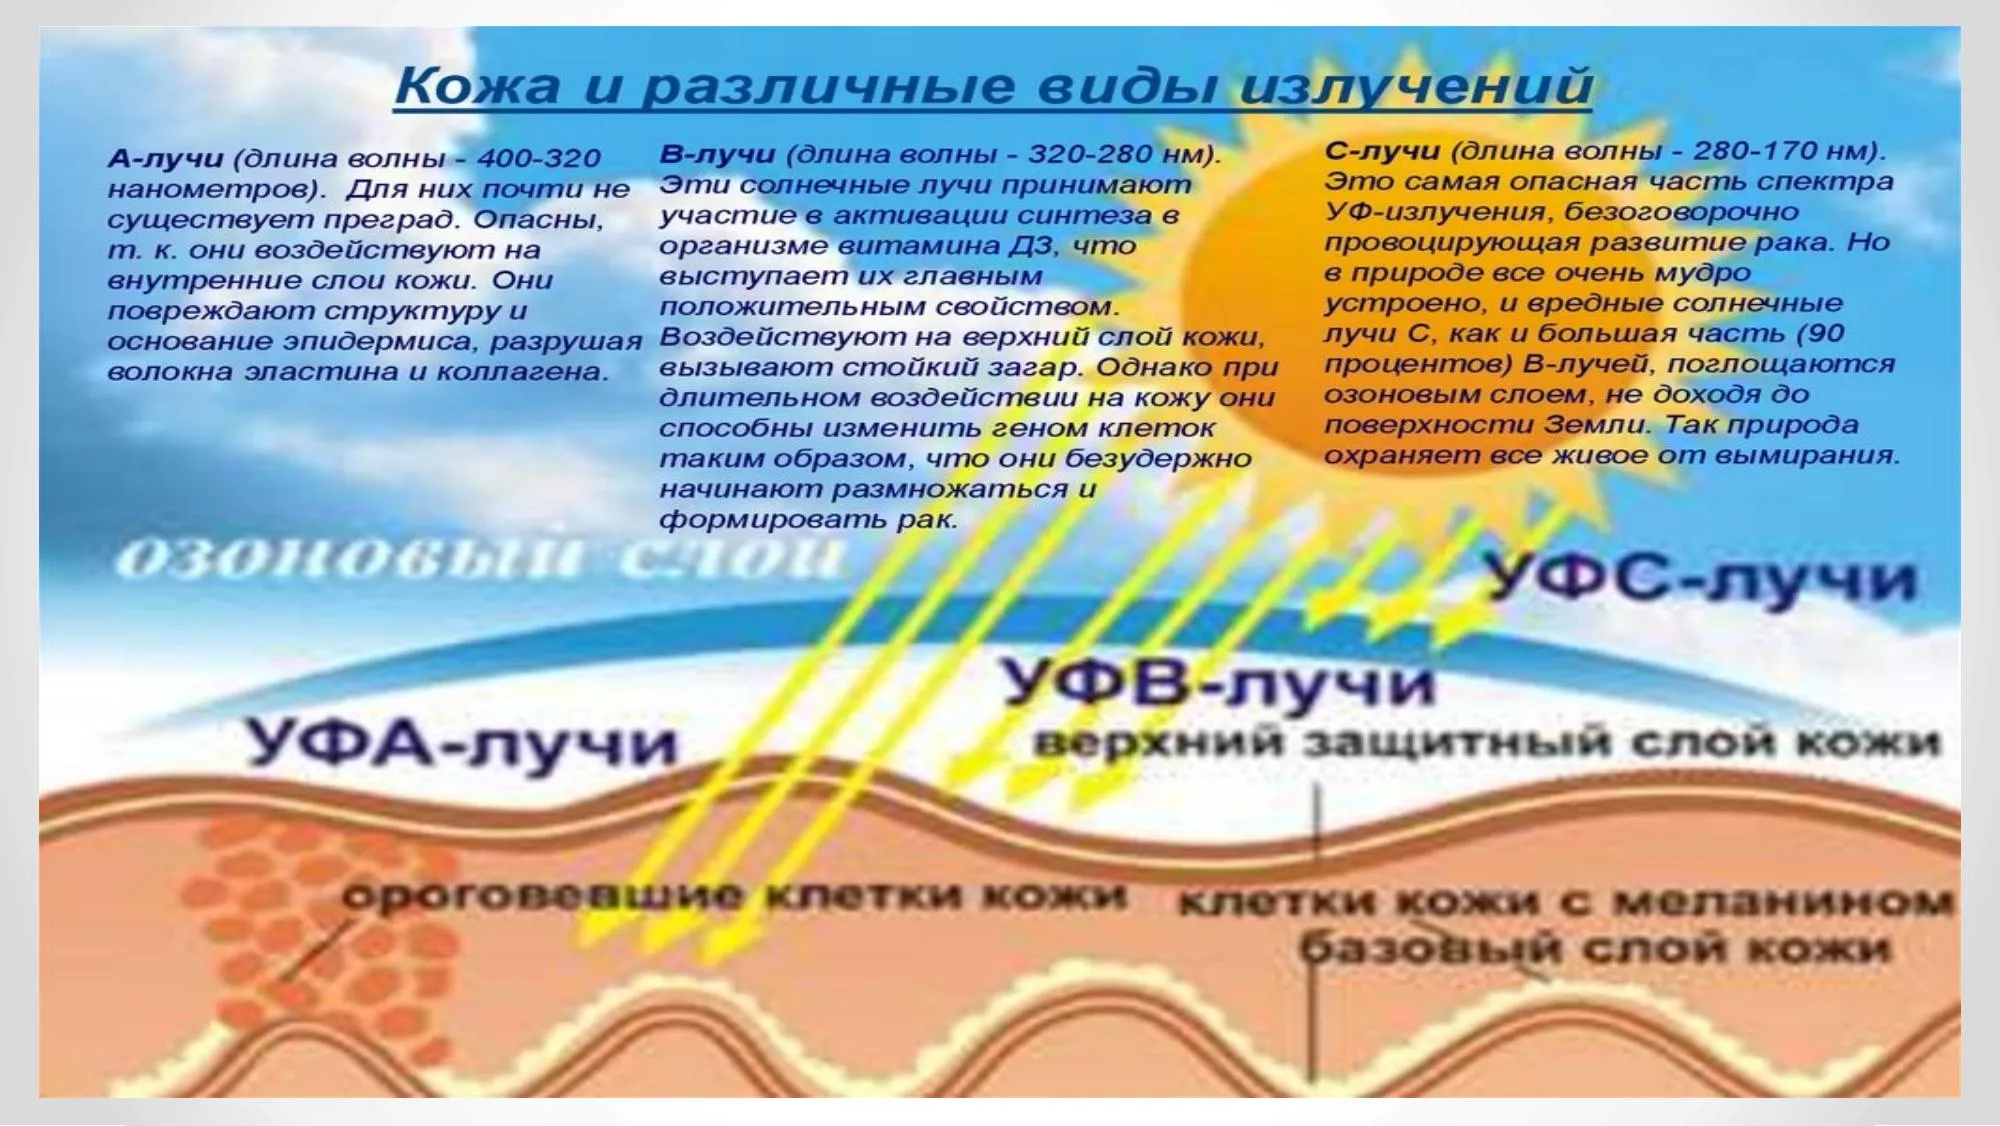 Кожа и различные виды излучений
А-лучи (длина волны - 400-320
нанометров). Для них почти не
существует преград. Опасны,
т. к. они воздействуют на
внутренние слои кожи. Они
повреждают структуру и
основание эпидермиса, разрушая
волокна эластина и коллагена.
В-лучи (длина волны - 320-280 нм).
Эти солнечные лучи принимают
участие в активации синтеза в
организме витамина Д3, что
выступает их главным
положительным свойством.
Воздействуют на верхний слой кожи,
вызывают стойкий загар. Однако при
длительном воздействии на кожу они
способны изменить геном клеток
таким образом, что они безудержно
начинают размножаться и
формировать рак.
С-лучи (длина волны - 280-170 нм).
Это самая опасная часть спектра
УФ-излучения, безоговорочно
провоцирующая развитие рака. Но
в природе все очень мудро
устроено, и вредные солнечные
лучи С, как и большая часть (90
процентов) В-лучей, поглощаются
озоновым слоем, не доходя до
поверхности Земли. Так природа
охраняет все живое от вымирания.
озоновый слой
УФС-лучи
УФВ-лучи
УФА-лучи
верхний защитный слой кожи
ороговевшие клетки кожи
клетки кожи с меланином
базовый слой кожи